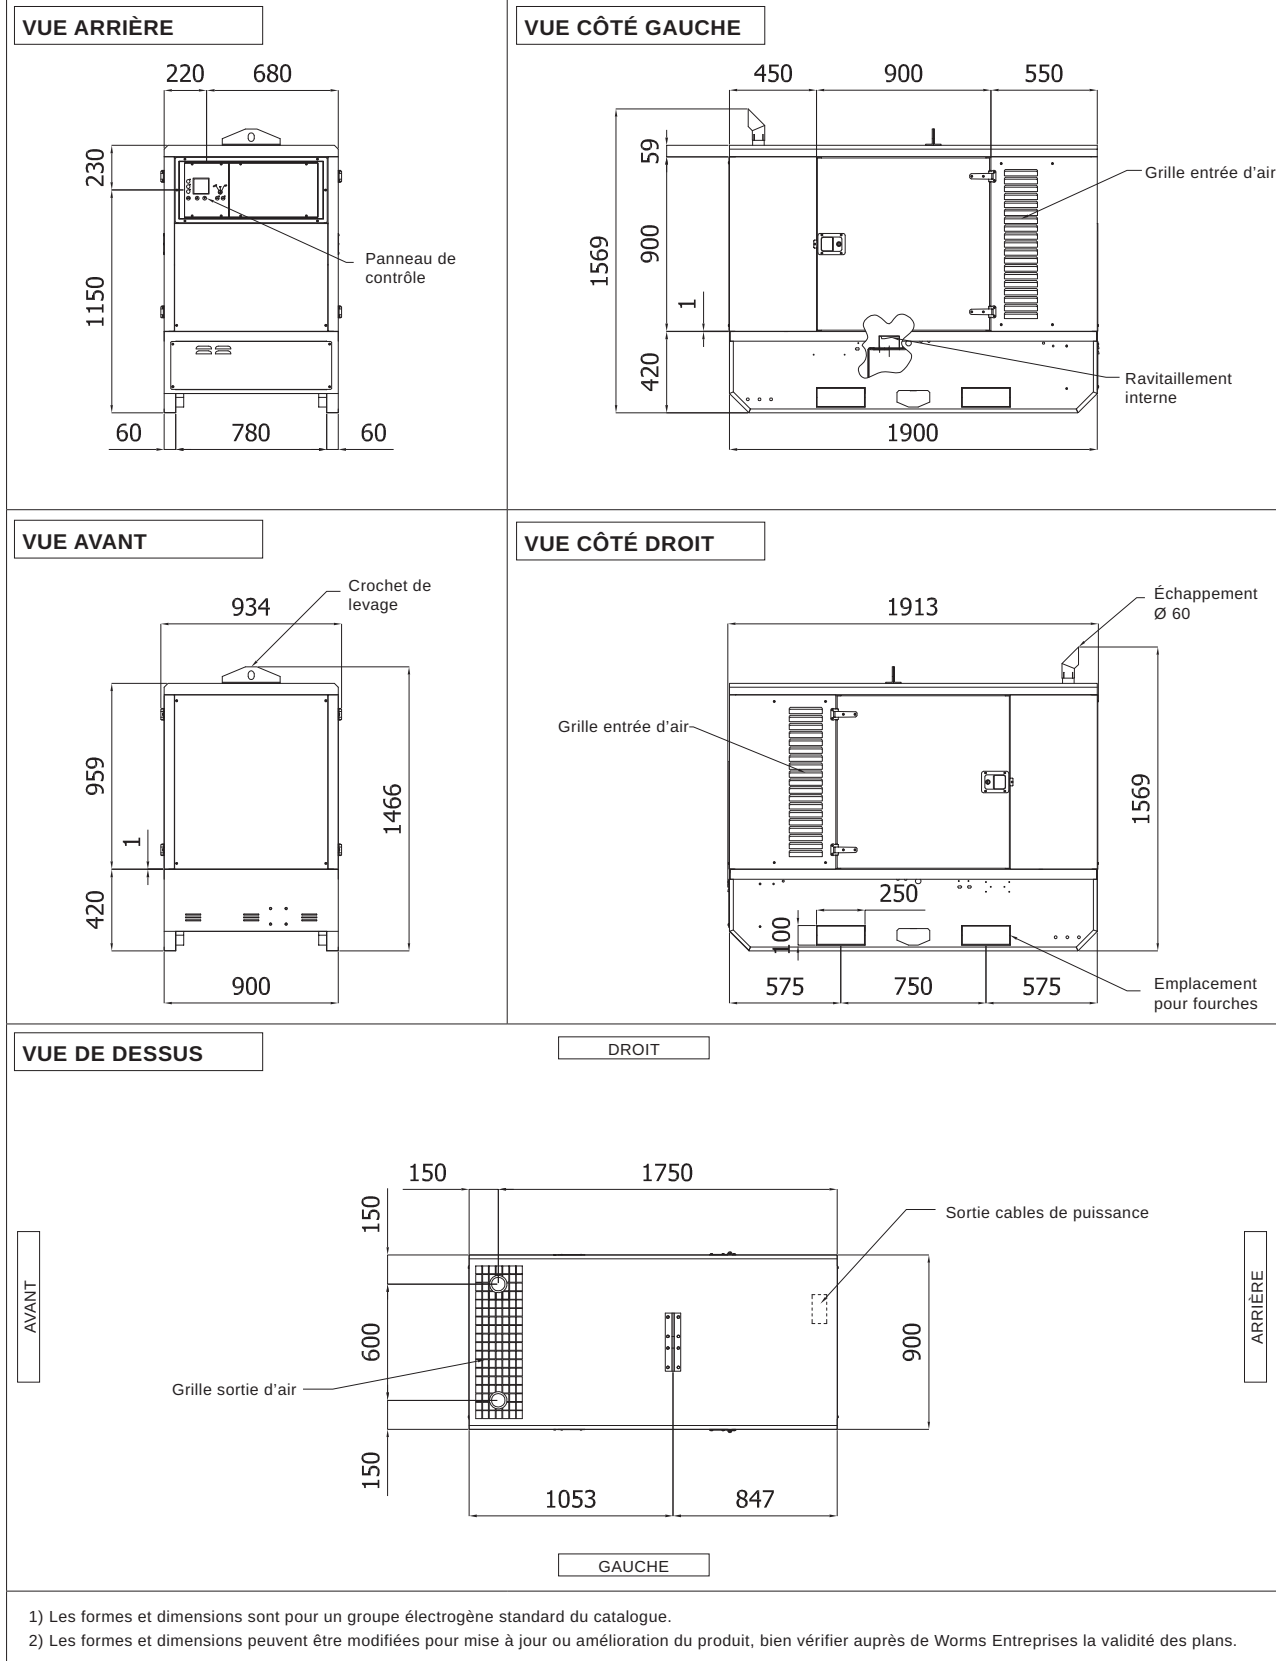 VUE ARRIÈRE
220 680
230
1150
Panneau de
contrôle
60 780 60
VUE CÔTÉ GAUCHE
450 900 550
59
900
1569
1
420
Grille entrée d'air
Ravitaillement
interne
1900
VUE AVANT
Crochet de
levage
934
959
1466
1
420
900
VUE CÔTÉ DROIT
1913
Échappement
Ø 60
Grille entrée d'air
1569
250
100
575 750 575
Emplacement
pour fourches
VUE DE DESSUS
DROIT
150 1750
150
Sortie cables de puissance
AVANT
ARRIÈRE
600
900
Grille sortie d'air
150
1053 847
GAUCHE
1) Les formes et dimensions sont pour un groupe électrogène standard du catalogue.
2) Les formes et dimensions peuvent être modifiées pour mise à jour ou amélioration du produit, bien vérifier auprès de Worms Entreprises la validité des plans.